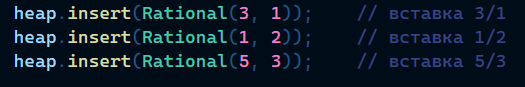 heap.insert(Rational(3, 1));    // вставка 3/1
heap.insert(Rational(1, 2));    // вставка 1/2
heap.insert(Rational(5, 3));    // вставка 5/3